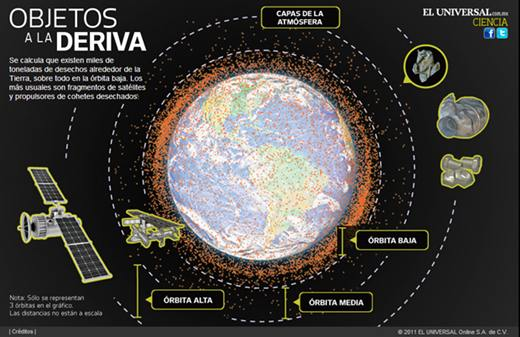 OBJETOS
A LA DERIVA
Se calcula que existen miles de
toneladas de desechos alrededor de la
Tierra, sobre todo en la órbita baja. Los
más usuales son fragmentos de satélites
y propulsores de cohetes desechados
CAPAS DE LA
ATMÓSFERA
EL UNIVERSAL.com.mx
CIENCIA
ÓRBITA BAJA
ÓRBITA ALTA
ÓRBITA MEDIA
Nota: Sólo se representan
3 órbitas en el gráfico.
Las distancias no están a escala
| Créditos |
© 2011 EL UNIVERSAL Online S.A. de C.V.